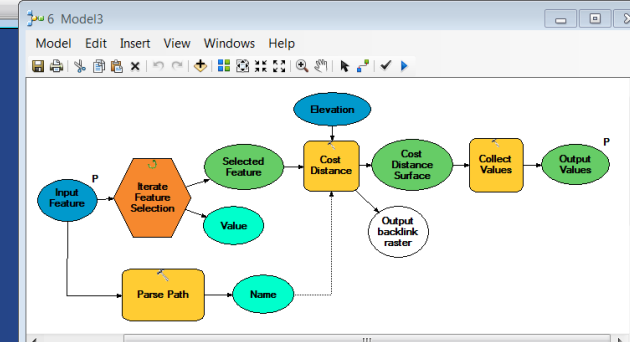 6 Model3
Model Edit Insert View Windows Help
Elevation
P
Input
Feature
Iterate
Feature
Selection
Selected
Feature
Value
Cost
Distance
Cost
Distance
Surface
Collect
Values
P
Output
Values
Output
backlink
raster
Parse Path
Name